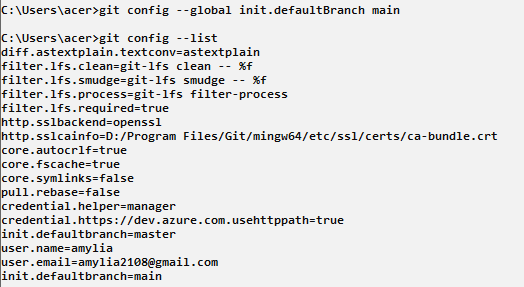 C:\Users\acer>git config --global init.defaultBranch main
C:\Users\acer>git config --list
diff.astextplain.textconv=astextplain
filter.lfs.clean=git-lfs clean -- %f
filter.lfs.smudge=git-lfs smudge -- %f
filter.lfs.process=git-lfs filter-process
filter.lfs.required=true
http.sslbackend=openssl
http.sslcainfo=D:/Program Files/Git/mingw64/etc/ssl/certs/ca-bundle.crt
core.autocrlf=true
core.fscache=true
core.symlinks=false
pull.rebase=false
credential.helper=manager
credential.https://dev.azure.com.usehttppath=true
init.defaultbranch=master
user.name=amylia
user.email=amylia2108@gmail.com
init.defaultbranch=main